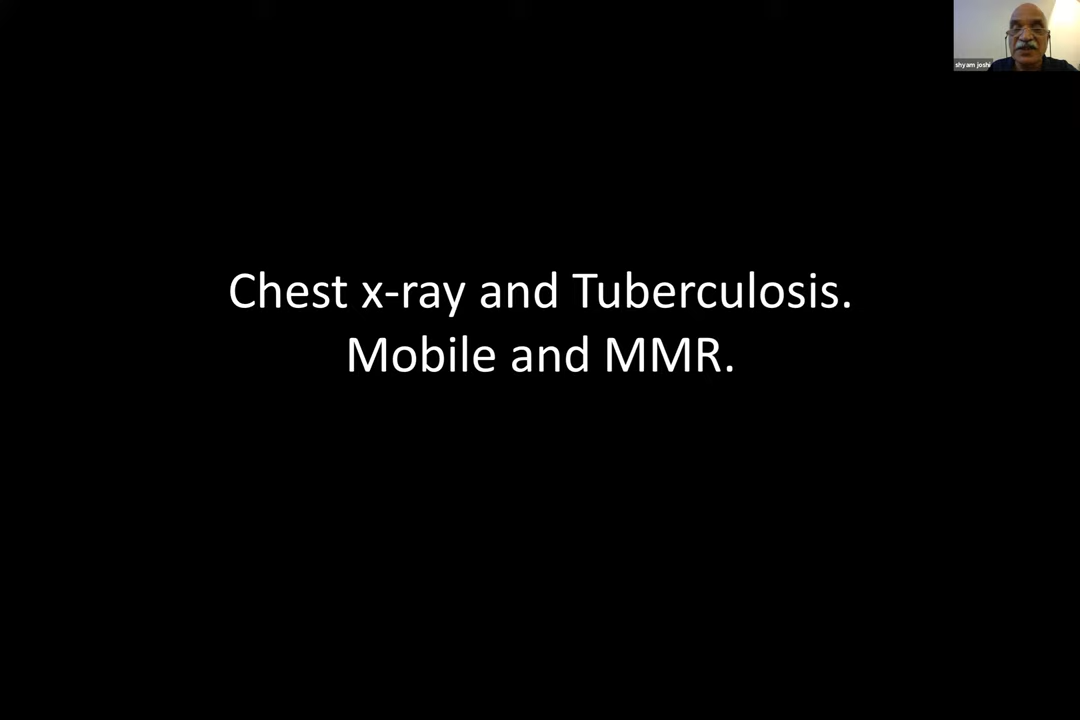 shyam joshi
Chest x-ray and Tuberculosis.
Mobile and MMR.